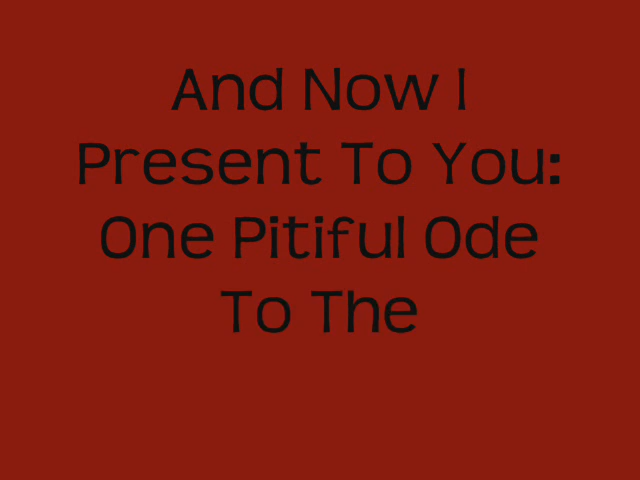 And Now I
Present To You:
One Pitiful Ode
To The